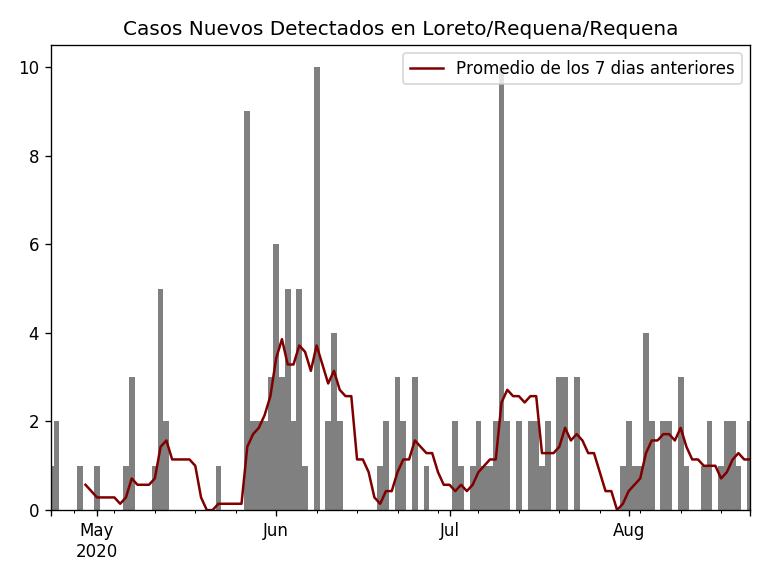 Casos Nuevos Detectados en Loreto/Requena/Requena
Promedio de los 7 dias anteriores
10
8
6
4
2
0
May
2020
Jun
Jul
Aug